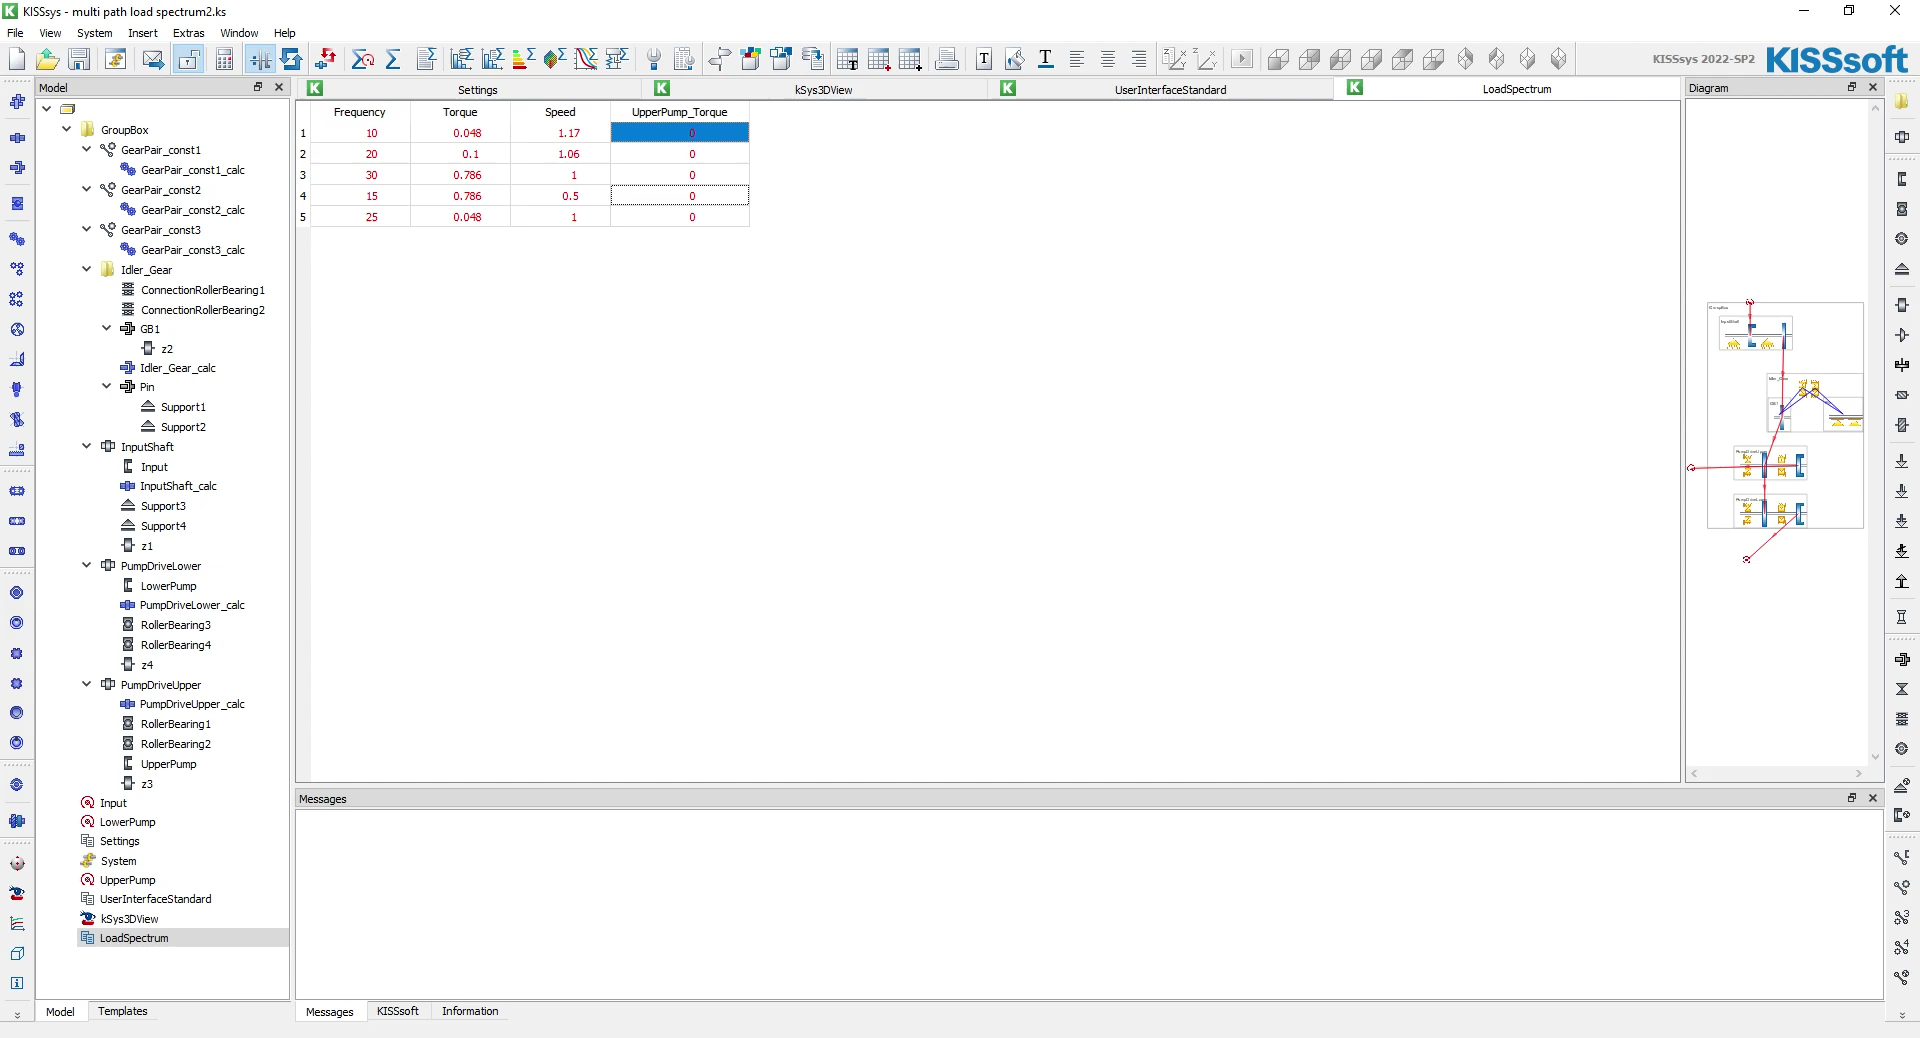 KISSsys - multi path load spectrum2.ks
File View System Insert Extras Window Help
KISSsys 2022-SP2 KISSsoft
Model
Settings
kSys3DView
UserInterfaceStandard
LoadSpectrum
Diagram
GroupBox
GearPair_const1
GearPair_const1_calc
GearPair_const2
GearPair_const2_calc
GearPair_const3
GearPair_const3_calc
Idler_Gear
ConnectionRollerBearing1
ConnectionRollerBearing2
GB1
z2
Idler_Gear_calc
Pin
Support1
Support2
InputShaft
Input
InputShaft_calc
Support3
Support4
z1
PumpDriveLower
LowerPump
PumpDriveLower_calc
RollerBearing3
RollerBearing4
z4
PumpDriveUpper
PumpDriveUpper_calc
RollerBearing1
RollerBearing2
UpperPump
z3
Input
LowerPump
Settings
System
UpperPump
UserInterfaceStandard
kSys3DView
LoadSpectrum
Model Templates
Frequency Torque Speed UpperPump_Torque
1 10 0.048 1.17 0
2 20 0.1 1.06 0
3 30 0.786 1 0
4 15 0.786 0.5 0
5 25 0.048 1 0
Messages
Messages KISSsoft Information